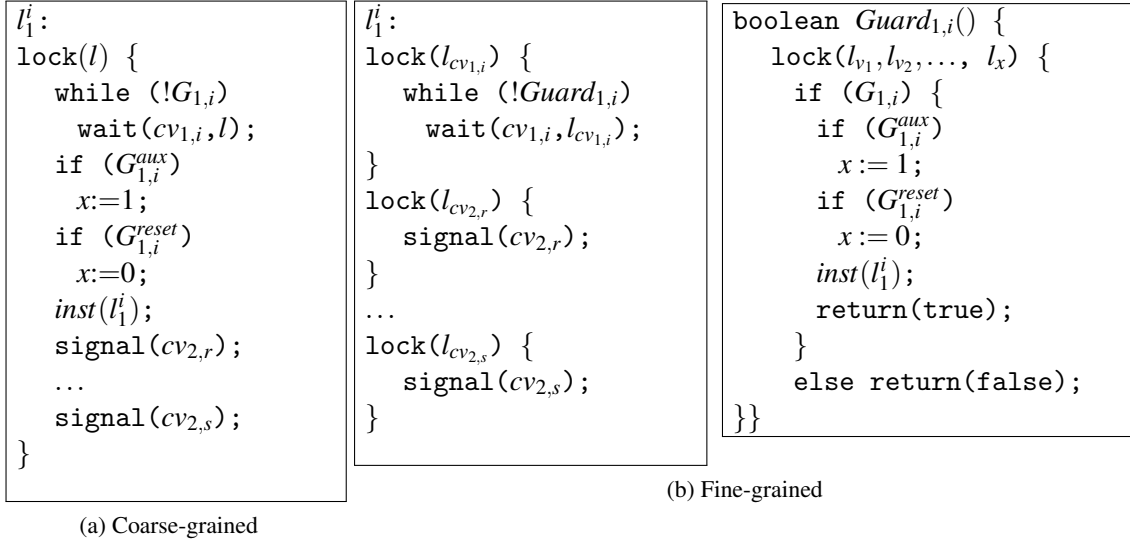 l_1^i:
lock(l) {
while (!G_{1,i})
wait(cv_{1,i},l);
if (G_{1,i}^{aux})
x:=1;
if (G_{1,i}^{reset})
x:=0;
inst(l_1^i);
signal(cv_{2,r});
...
signal(cv_{2,s});
}
(a) Coarse-grained
l_1^i:
lock(l_{cv_{1,i}}) {
while (!Guard_{1,i})
wait(cv_{1,i},l_{cv_{1,i}});
}
lock(l_{cv_{2,r}}) {
signal(cv_{2,r});
}
...
lock(l_{cv_{2,s}}) {
signal(cv_{2,s});
}
boolean Guard_{1,i}() {
lock(l_{v_1},l_{v_2},..., l_x) {
if (G_{1,i}) {
if (G_{1,i}^{aux})
x := 1;
if (G_{1,i}^{reset})
x := 0;
inst(l_1^i);
return(true);
}
else return(false);
}}
(b) Fine-grained